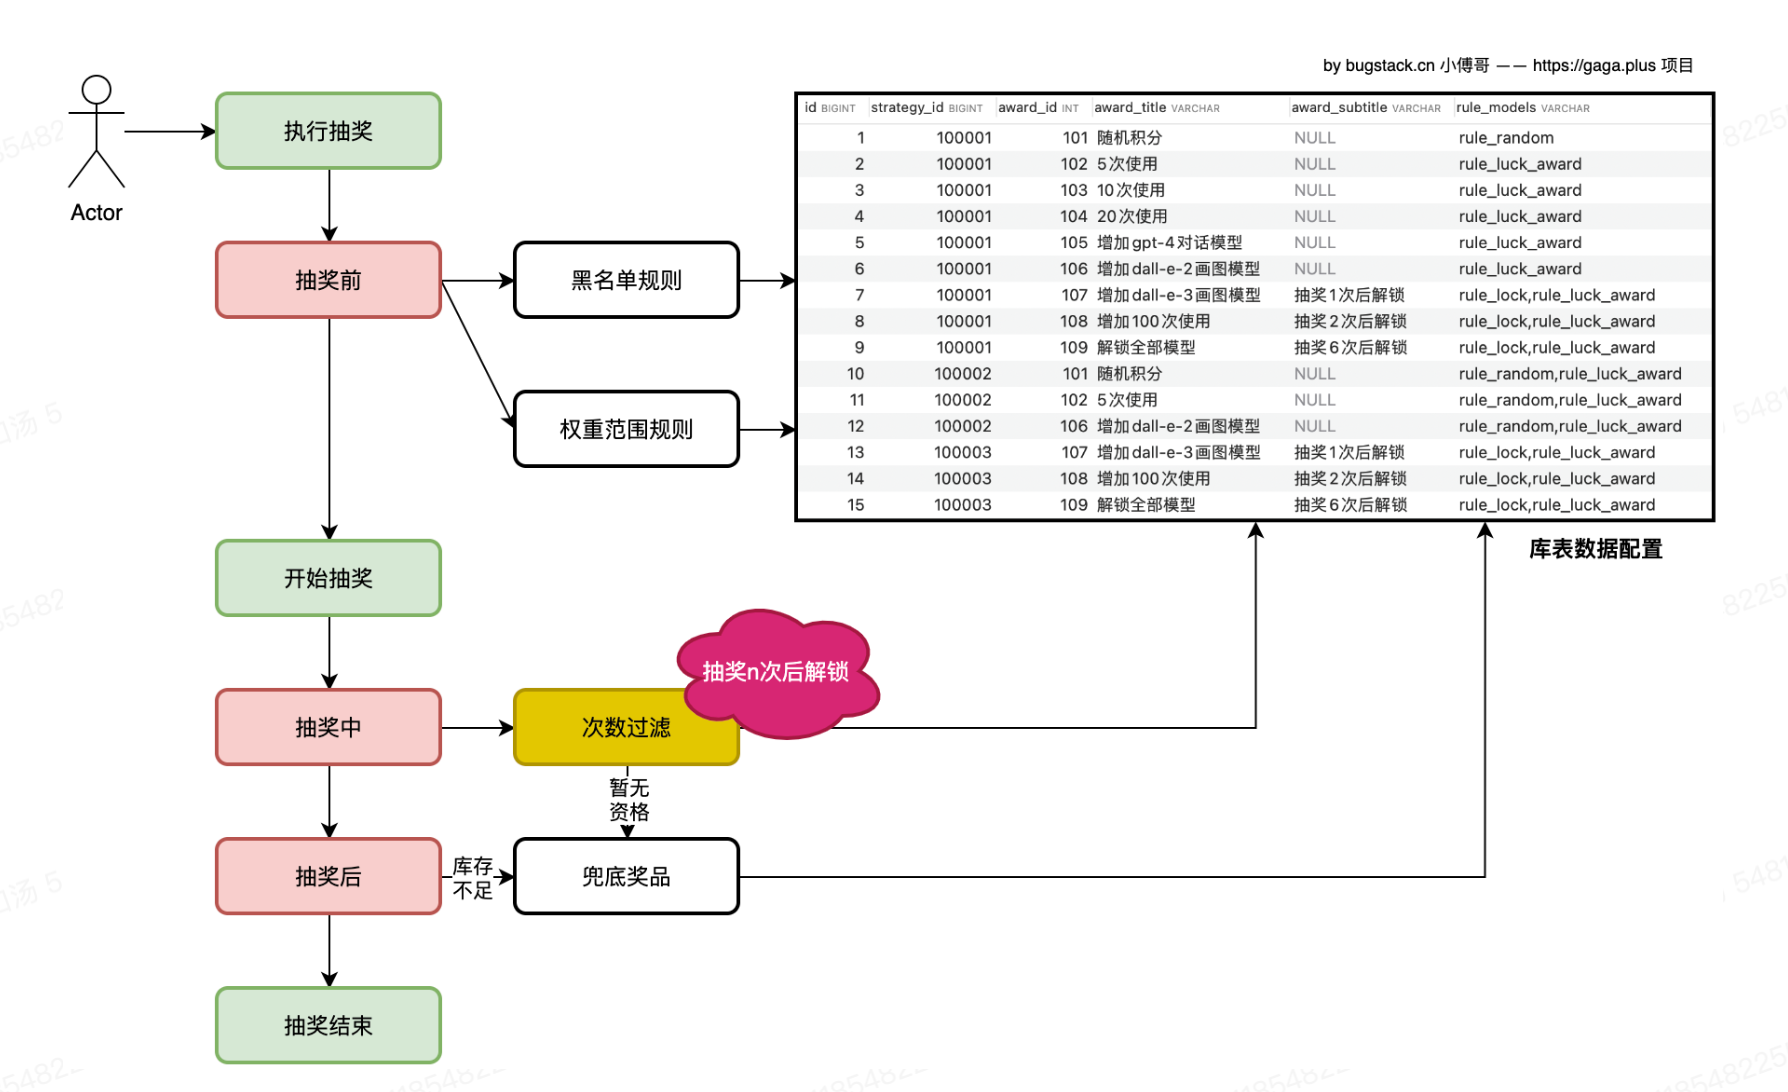 by bugstack.cn 小傅哥 —— https://gaga.plus 项目
Actor
执行抽奖
抽奖前
黑名单规则
权重范围规则
id BIGINT strategy_id BIGINT award_id INT award_title VARCHAR award_subtitle VARCHAR rule_models VARCHAR
1 100001 101 随机积分 NULL rule_random
2 100001 102 5次使用 NULL rule_luck_award
3 100001 103 10次使用 NULL rule_luck_award
4 100001 104 20次使用 NULL rule_luck_award
5 100001 105 增加gpt-4对话模型 NULL rule_luck_award
6 100001 106 增加dall-e-2画图模型 NULL rule_luck_award
7 100001 107 增加dall-e-3画图模型 抽奖1次后解锁 rule_lock,rule_luck_award
8 100001 108 增加100次使用 抽奖2次后解锁 rule_lock,rule_luck_award
9 100001 109 解锁全部模型 抽奖6次后解锁 rule_lock,rule_luck_award
10 100002 101 随机积分 NULL rule_random,rule_luck_award
11 100002 102 5次使用 NULL rule_random,rule_luck_award
12 100002 106 增加dall-e-2画图模型 NULL rule_random,rule_luck_award
13 100003 107 增加dall-e-3画图模型 抽奖1次后解锁 rule_lock,rule_luck_award
14 100003 108 增加100次使用 抽奖2次后解锁 rule_lock,rule_luck_award
15 100003 109 解锁全部模型 抽奖6次后解锁 rule_lock,rule_luck_award
库表数据配置
开始抽奖
抽奖n次后解锁
抽奖中
次数过滤
暂无
资格
抽奖后
库存
不足
兜底奖品
抽奖结束